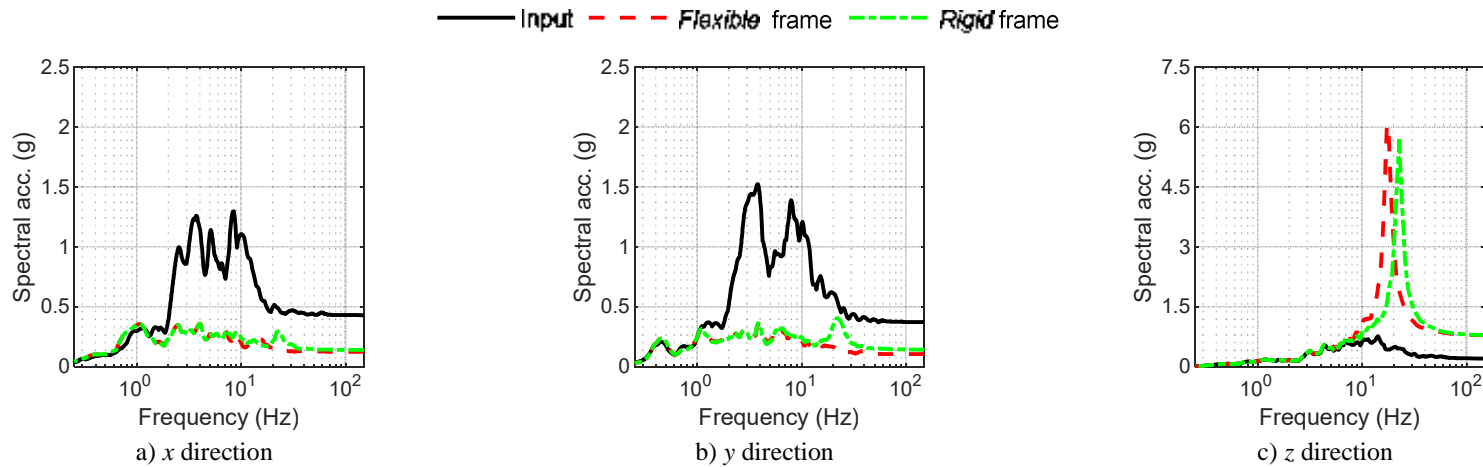 Input Flexible frame Rigid frame
2.5
2
1.5
1
0.5
0
Spectral acc. (g)
10^0 10^1 10^2
Frequency (Hz)
a) x direction
2.5
2
1.5
1
0.5
0
Spectral acc. (g)
10^0 10^1 10^2
Frequency (Hz)
b) y direction
7.5
6
4.5
3
1.5
0
Spectral acc. (g)
10^0 10^1 10^2
Frequency (Hz)
c) z direction